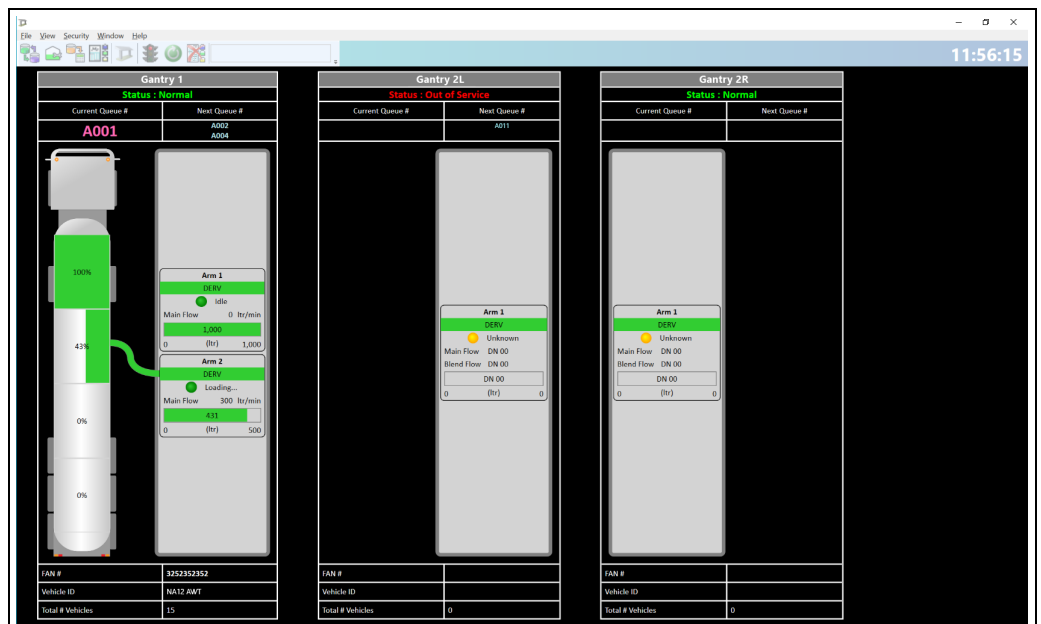 File View Security Window Help
11:56:15
Gantry 1
Status : Normal
Current Queue # Next Queue #
A001 A002
A004
100%
43%
0%
0%
Arm 1
DERV
Idle
Main Flow 0 ltr/min
1,000
0 (ltr) 1,000
Arm 2
DERV
Loading...
Main Flow 300 ltr/min
431
0 (ltr) 500
FAN # 3252352352
Vehicle ID NA12 AWT
Total # Vehicles 15
Gantry 2L
Status : Out of Service
Current Queue # Next Queue #
A011
Arm 1
DERV
Unknown
Main Flow DN 00
Blend Flow DN 00
DN 00
0 (ltr) 0
FAN #
Vehicle ID
Total # Vehicles 0
Gantry 2R
Status : Normal
Current Queue # Next Queue #
Arm 1
DERV
Unknown
Main Flow DN 00
Blend Flow DN 00
DN 00
0 (ltr) 0
FAN #
Vehicle ID
Total # Vehicles 0